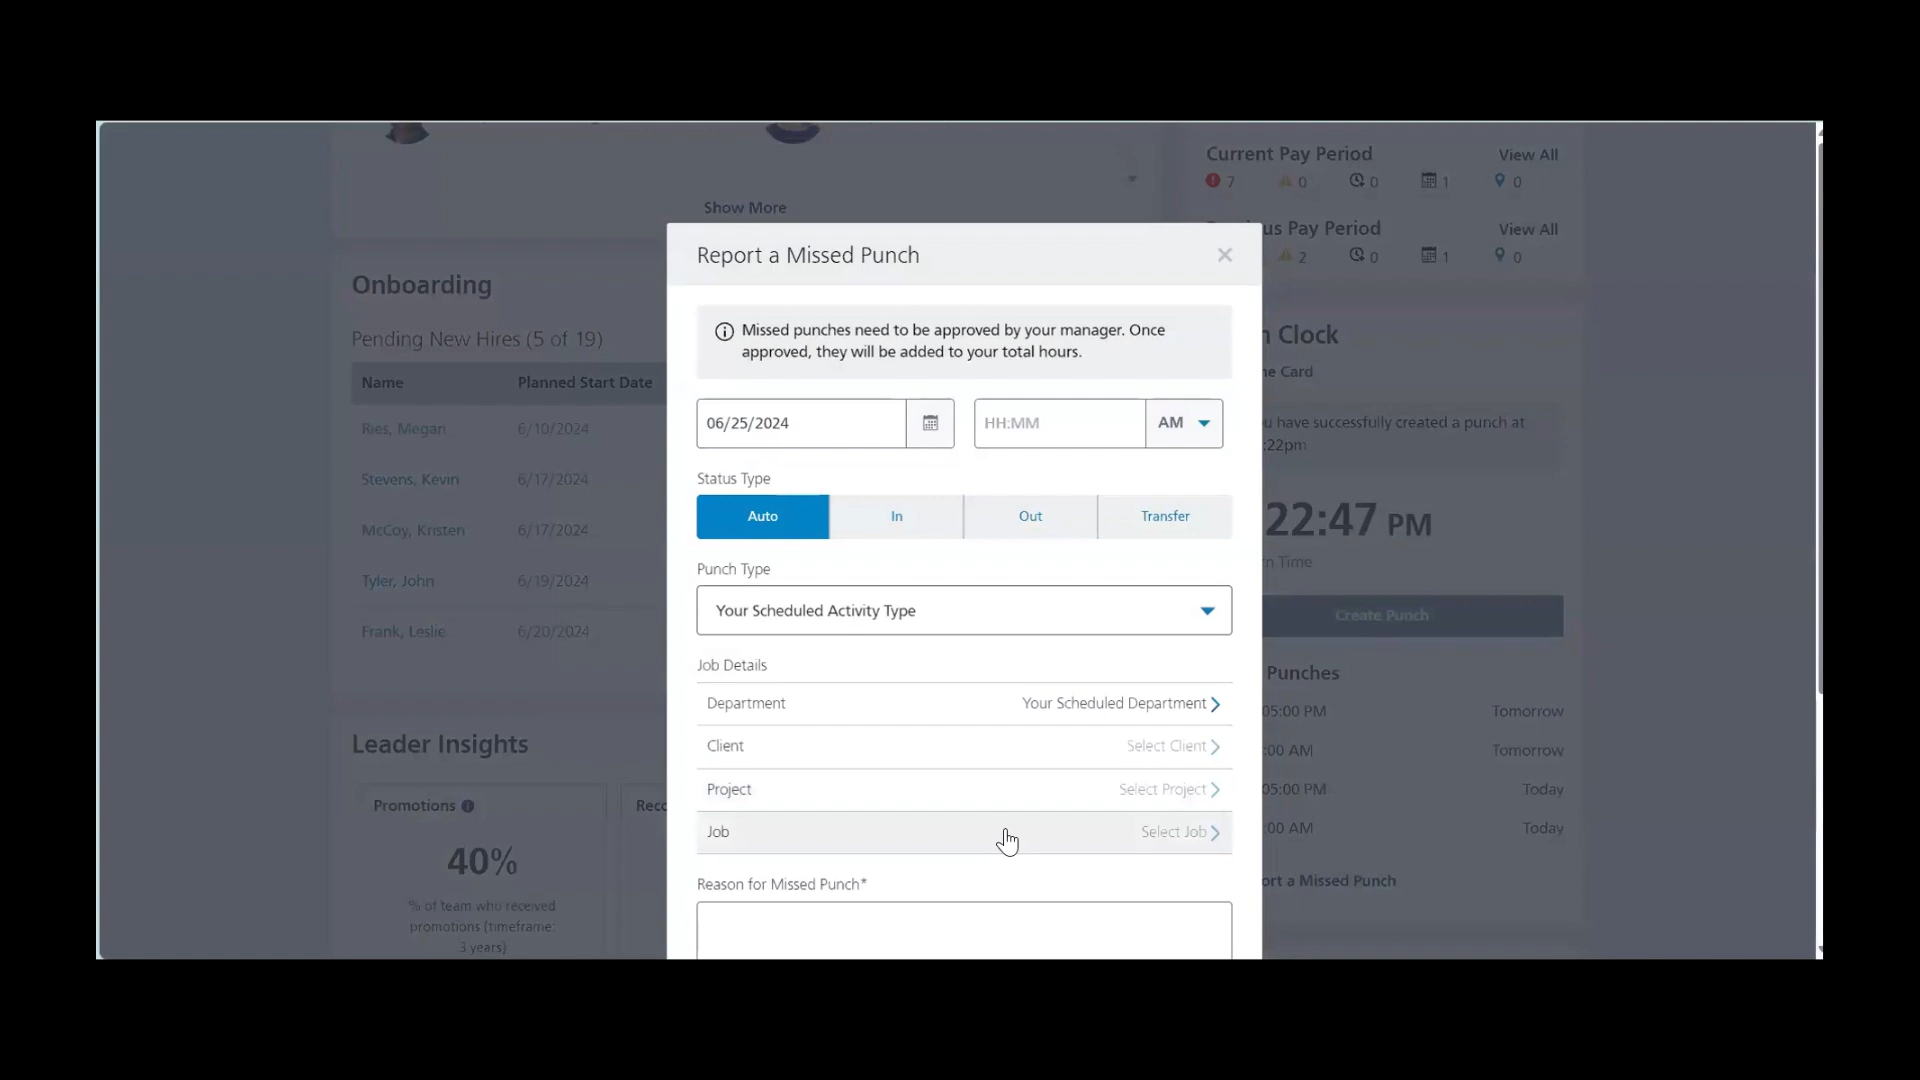 Show More
Current Pay Period View All
7 0 0 1 0
us Pay Period View All
2 0 1 0
Onboarding
Pending New Hires (5 of 19)
Name Planned Start Date
Ries, Megan 6/10/2024
Stevens, Kevin 6/17/2024
McCoy, Kristen 6/17/2024
Tyler, John 6/19/2024
Frank, Leslie 6/20/2024
Leader Insights
Promotions
40%
% of team who received
promotions (timeframe:
3 years)
Report a Missed Punch
Missed punches need to be approved by your manager. Once
approved, they will be added to your total hours.
06/25/2024 HH:MM AM
Status Type
Auto In Out Transfer
Punch Type
Your Scheduled Activity Type
Job Details
Department Your Scheduled Department
Client Select Client
Project Select Project
Job Select Job
Reason for Missed Punch*
Clock
Card
have successfully created a punch at
:22pm
22:47 PM
Time
Create Punch
Punches
05:00 PM Tomorrow
:00 AM Tomorrow
05:00 PM Today
:00 AM Today
ort a Missed Punch